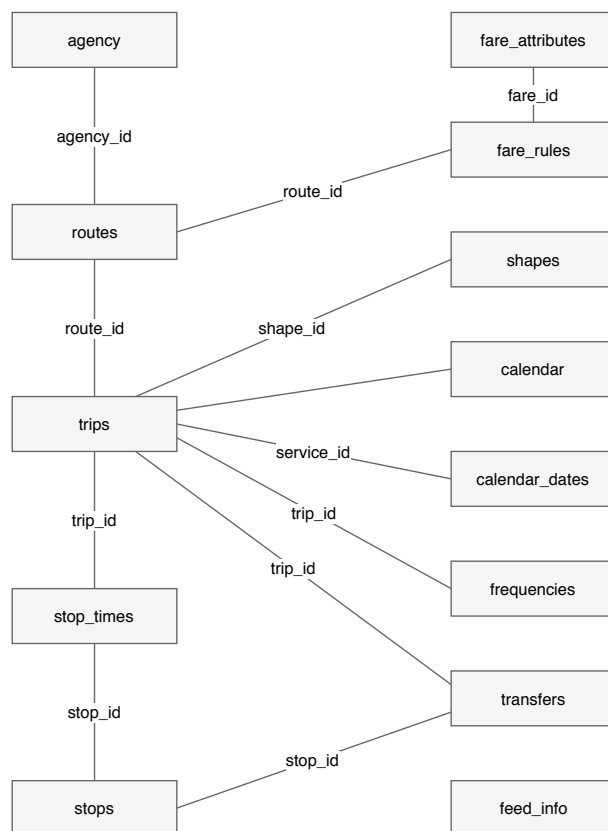 agency
fare_attributes
fare_id
agency_id
fare_rules
route_id
routes
shapes
route_id
shape_id
calendar
trips
service_id
calendar_dates
trip_id
trip_id
trip_id
frequencies
stop_times
transfers
stop_id
stop_id
stops
feed_info